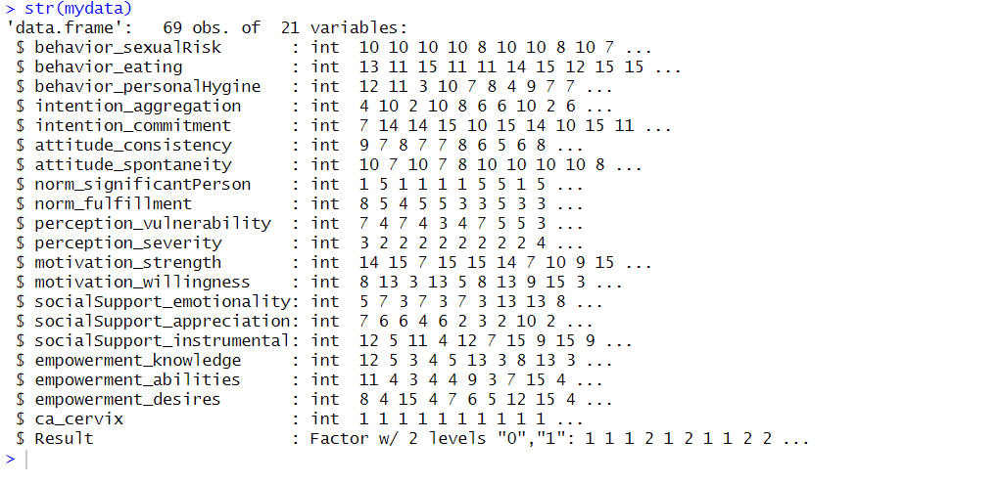 > str(mydata)
'data.frame':   69 obs. of  21 variables:
 $ behavior_sexualRisk       : int  10 10 10 10 8 10 10 8 10 7 ...
 $ behavior_eating           : int  13 11 15 11 11 14 15 12 15 15 ...
 $ behavior_personalHygine   : int  12 11 3 10 7 8 4 9 7 7 ...
 $ intention_aggregation     : int  4 10 2 10 8 6 6 10 2 6 ...
 $ intention_commitment      : int  7 14 14 15 10 15 14 10 15 11 ...
 $ attitude_consistency      : int  9 7 8 7 7 8 6 5 6 8 ...
 $ attitude_spontaneity      : int  10 7 10 7 8 10 10 10 10 8 ...
 $ norm_significantPerson    : int  1 5 1 1 1 1 5 5 1 5 ...
 $ norm_fulfillment          : int  8 5 4 5 5 3 3 5 3 3 ...
 $ perception_vulnerability  : int  7 4 7 4 3 4 7 5 5 3 ...
 $ perception_severity       : int  3 2 2 2 2 2 2 2 2 4 ...
 $ motivation_strength       : int  14 15 7 15 15 14 7 10 9 15 ...
 $ motivation_willingness    : int  8 13 3 13 5 8 13 9 15 3 ...
 $ socialSupport_emotionality: int  5 7 3 7 3 7 3 13 13 8 ...
 $ socialSupport_appreciation: int  7 6 6 4 6 2 3 2 10 2 ...
 $ socialSupport_instrumental: int  12 5 11 4 12 7 15 9 15 9 ...
 $ empowerment_knowledge     : int  12 5 3 4 5 13 3 8 13 3 ...
 $ empowerment_abilities     : int  11 4 3 4 4 9 3 7 15 4 ...
 $ empowerment_desires       : int  8 4 15 4 7 6 5 12 15 4 ...
 $ ca_cervix                 : int  1 1 1 1 1 1 1 1 1 1 ...
 $ Result                    : Factor w/ 2 levels "0","1": 1 1 1 2 1 2 1 1 2 2 ...
>